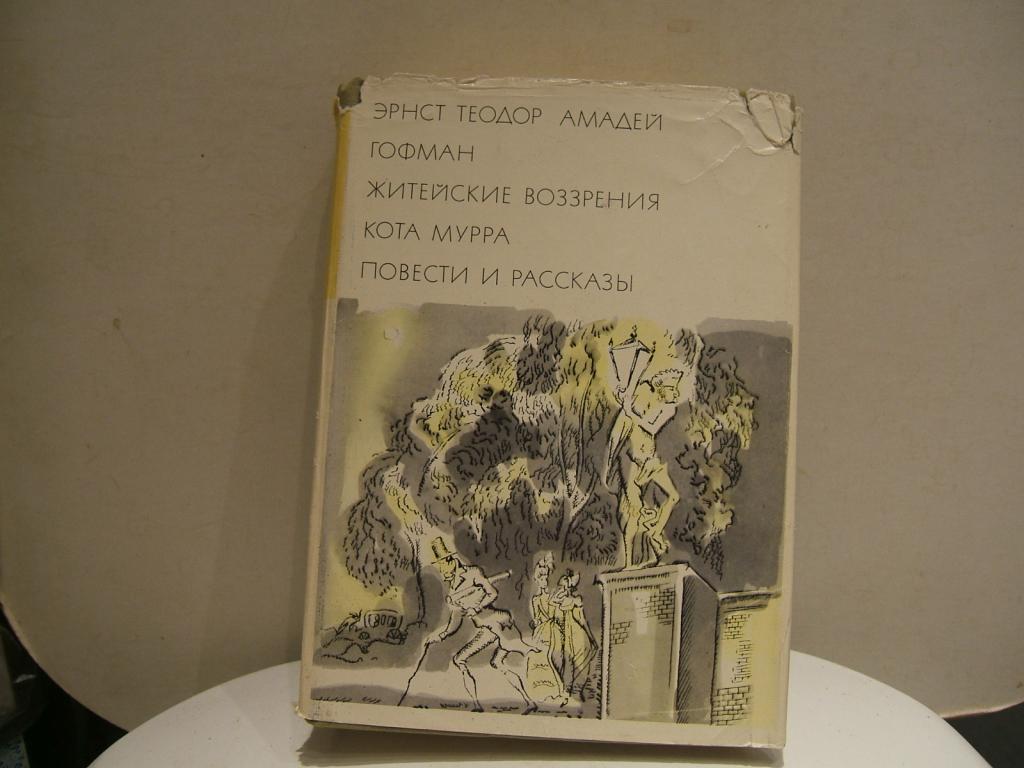 ЭРНСТ ТЕОДОР АМАДЕЙ
ГОФМАН
ЖИТЕЙСКИЕ ВОЗЗРЕНИЯ
КОТА МУРРА
ПОВЕСТИ И РАССКАЗЫ